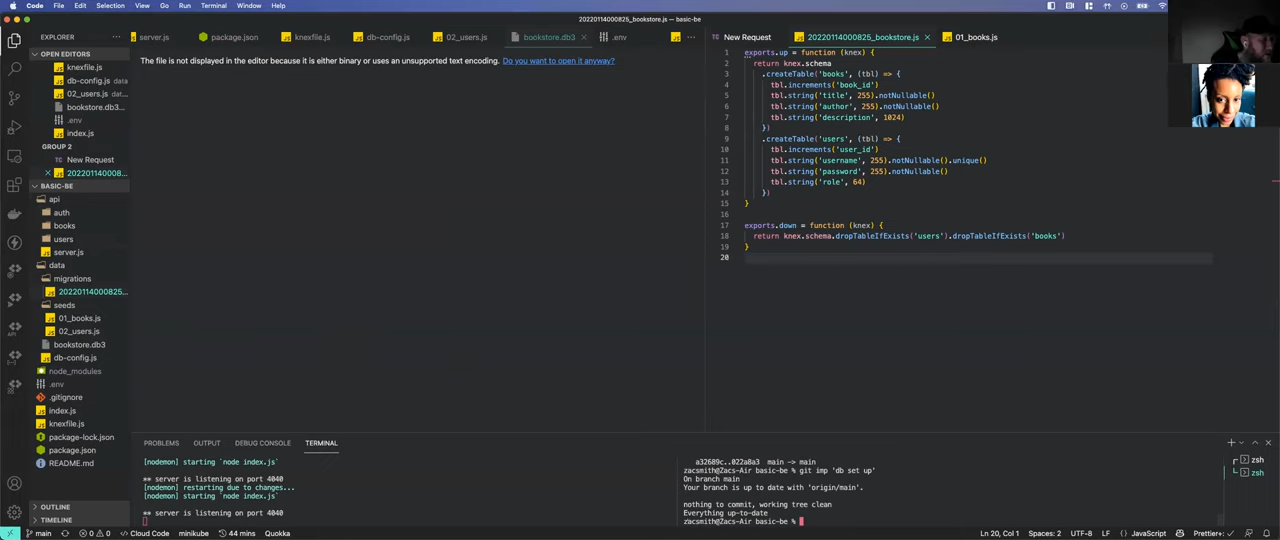 Code File Edit Selection View Go Run Terminal Window Help
20220114000825_bookstore.js — basic-be
EXPLORER
OPEN EDITORS
knexfile.js
db-config.js data
02_users.js dat...
bookstore.db3...
.env
index.js
GROUP 2
TC New Request
2022011400008...
BASIC-BE
api
auth
books
users
server.js
data
migrations
20220114000825...
seeds
01_books.js
02_users.js
bookstore.db3
db-config.js
node_modules
.env
.gitignore
index.js
knexfile.js
package-lock.json
package.json
README.md
OUTLINE
TIMELINE
server.js package.json knexfile.js db-config.js 02_users.js bookstore.db3 .env
The file is not displayed in the editor because it is either binary or uses an unsupported text encoding. Do you want to open it anyway?
New Request 20220114000825_bookstore.js 01_books.js
1 exports.up = function (knex) {
2 return knex.schema
3 .createTable('books', (tbl) => {
4 tbl.increments('book_id')
5 tbl.string('title', 255).notNullable()
6 tbl.string('author', 255).notNullable()
7 tbl.string('description', 1024)
8 })
9 .createTable('users', (tbl) => {
10 tbl.increments('user_id')
11 tbl.string('username', 255).notNullable().unique()
12 tbl.string('password', 255).notNullable()
13 tbl.string('role', 64)
14 })
15 }
16
17 exports.down = function (knex) {
18 return knex.schema.dropTableIfExists('users').dropTableIfExists('books')
19 }
20
PROBLEMS OUTPUT DEBUG CONSOLE TERMINAL
[nodemon] starting `node index.js`
** server is listening on port 4040
[nodemon] restarting due to changes...
[nodemon] starting `node index.js`
** server is listening on port 4040
a32689c..022a8a3 main -> main
zacsmith@Zacs-Air basic-be % git imp 'db set up'
On branch main
Your branch is up to date with 'origin/main'.
nothing to commit, working tree clean
Everything up-to-date
zacsmith@Zacs-Air basic-be %
zsh
zsh
main 0 0 Cloud Code minikube 44 mins Quokka Ln 20, Col 1 Spaces: 2 UTF-8 LF JavaScript Prettier+: